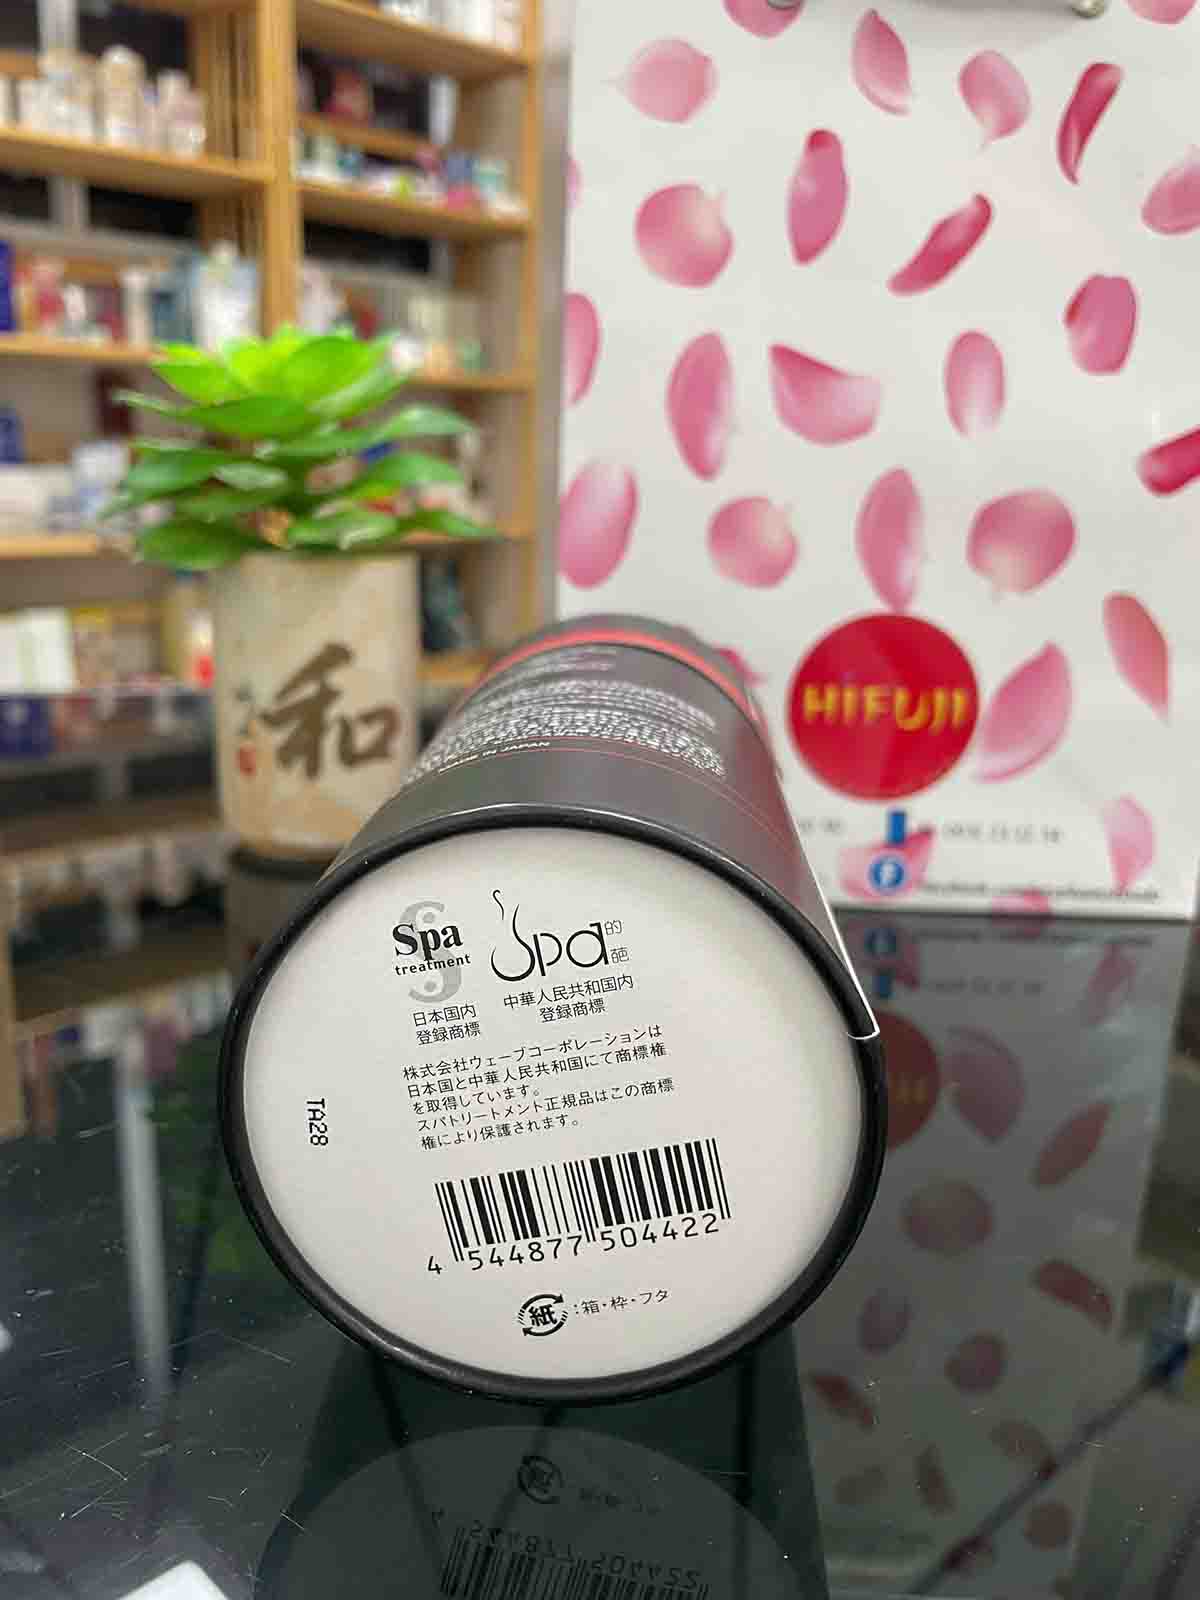 和
MADE IN JAPAN
HIFUJI
Spa
treatment
Spa的葩
日本国内
登録商標
中華人民共和国内
登録商標
株式会社ウェーブコーポレーションは
日本国と中華人民共和国にて商標権
を取得しています。
スパトリートメント正規品はこの商標
権により保護されます。
TA28
4 544877 504422
紙:箱・枠・フタ